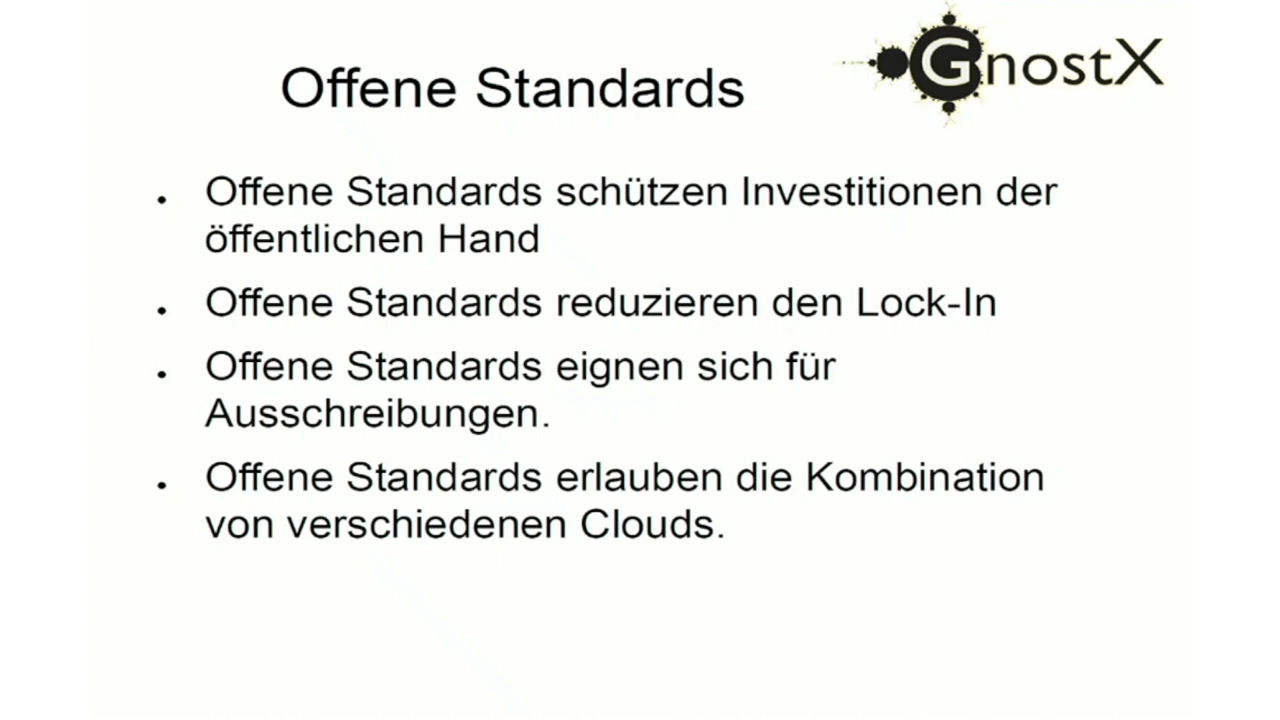 GnostX
Offene Standards
Offene Standards schützen Investitionen der
öffentlichen Hand
Offene Standards reduzieren den Lock-In
Offene Standards eignen sich für
Ausschreibungen.
Offene Standards erlauben die Kombination
von verschiedenen Clouds.